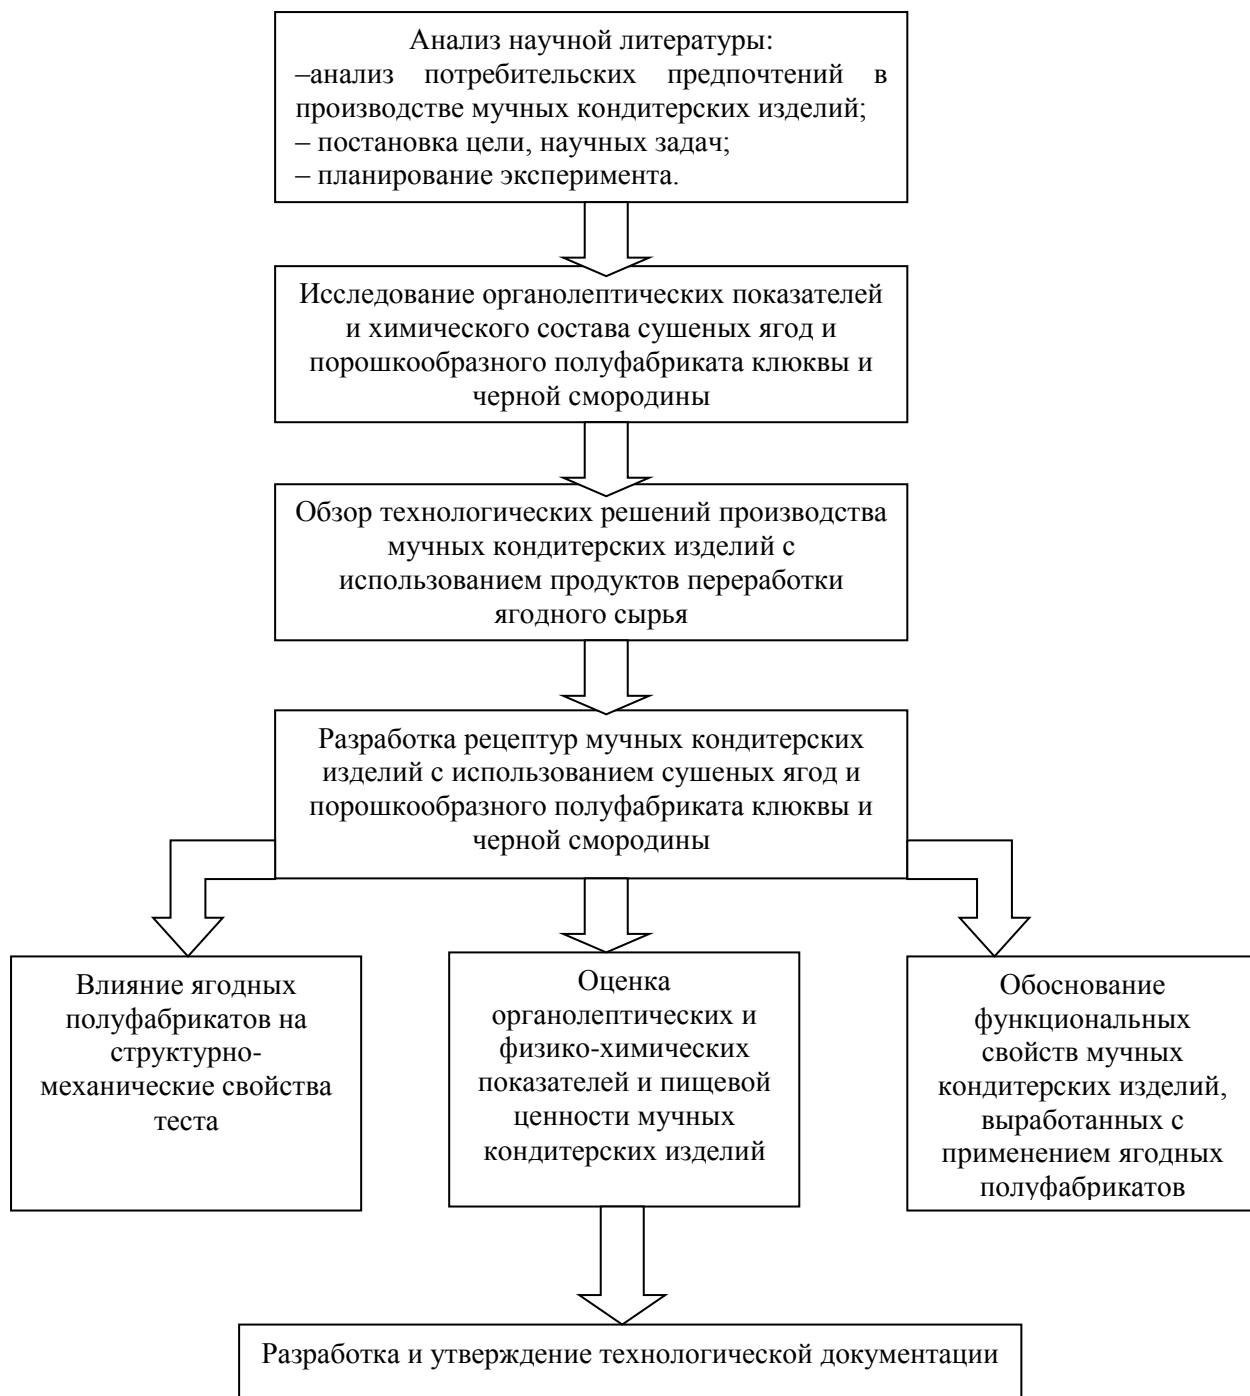 Анализ научной литературы:
–анализ потребительских предпочтений в
производстве мучных кондитерских изделий;
– постановка цели, научных задач;
– планирование эксперимента.
Исследование органолептических показателей
и химического состава сушеных ягод и
порошкообразного полуфабриката клюквы и
черной смородины
Обзор технологических решений производства
мучных кондитерских изделий с
использованием продуктов переработки
ягодного сырья
Разработка рецептур мучных кондитерских
изделий с использованием сушеных ягод и
порошкообразного полуфабриката клюквы и
черной смородины
Влияние ягодных
полуфабрикатов на
структурно-
механические свойства
теста
Оценка
органолептических и
физико-химических
показателей и пищевой
ценности мучных
кондитерских изделий
Обоснование
функциональных
свойств мучных
кондитерских изделий,
выработанных с
применением ягодных
полуфабрикатов
Разработка и утверждение технологической документации